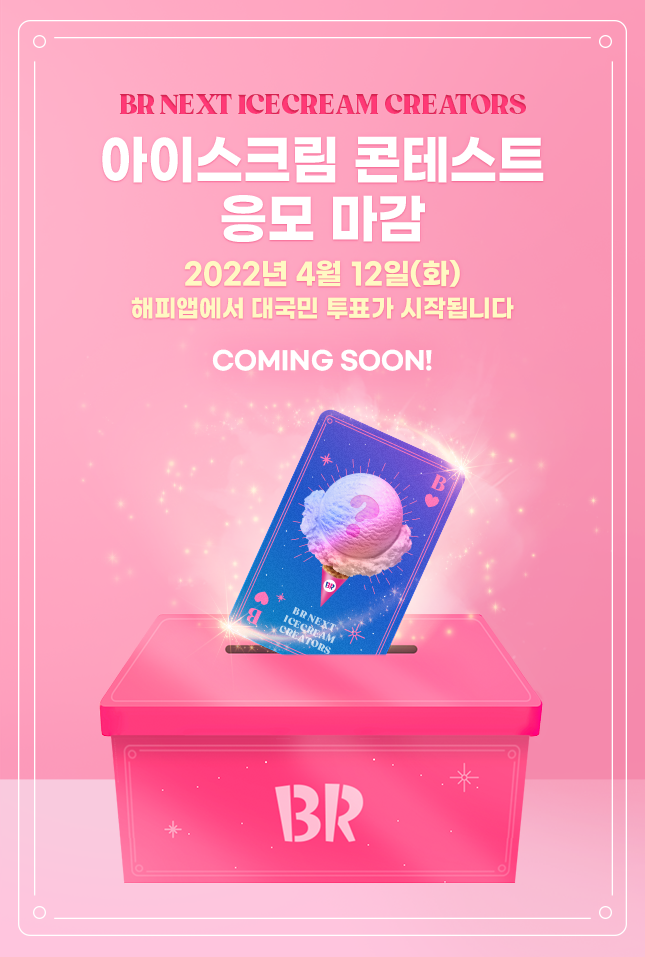 BR NEXT ICECREAM CREATORS
아이스크림 콘테스트
응모 마감
2022년 4월 12일(화)
해피앱에서 대국민 투표가 시작됩니다
COMING SOON!
B
?
BR
B
BR NEXT
ICECREAM
CREATORS
BR